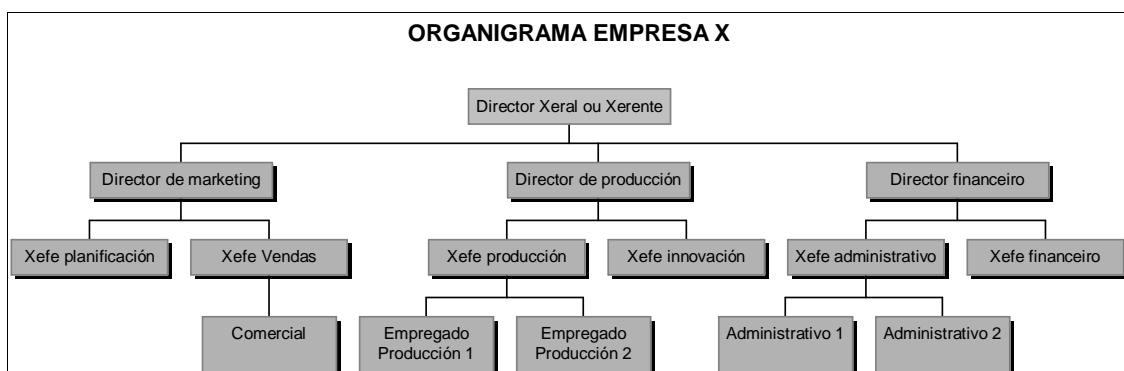 ORGANIGRAMA EMPRESA X
Director Xeral ou Xerente
Director de marketing
Director de producción
Director financeiro
Xefe planificación
Xefe Vendas
Xefe producción
Xefe innovación
Xefe administrativo
Xefe financeiro
Comercial
Empregado
Producción 1
Empregado
Producción 2
Administrativo 1
Administrativo 2